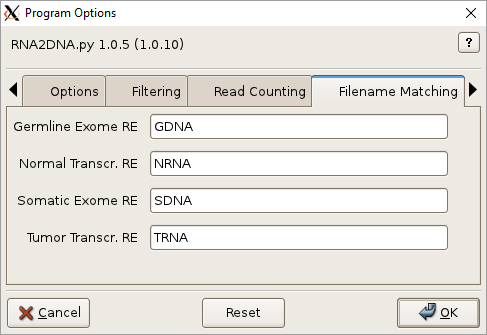 Program Options
RNA2DNA.py 1.0.5 (1.0.10)
?
Options Filtering Read Counting Filename Matching
Germline Exome RE GDNA
Normal Transcr. RE NRNA
Somatic Exome RE SDNA
Tumor Transcr. RE TRNA
Cancel Reset OK